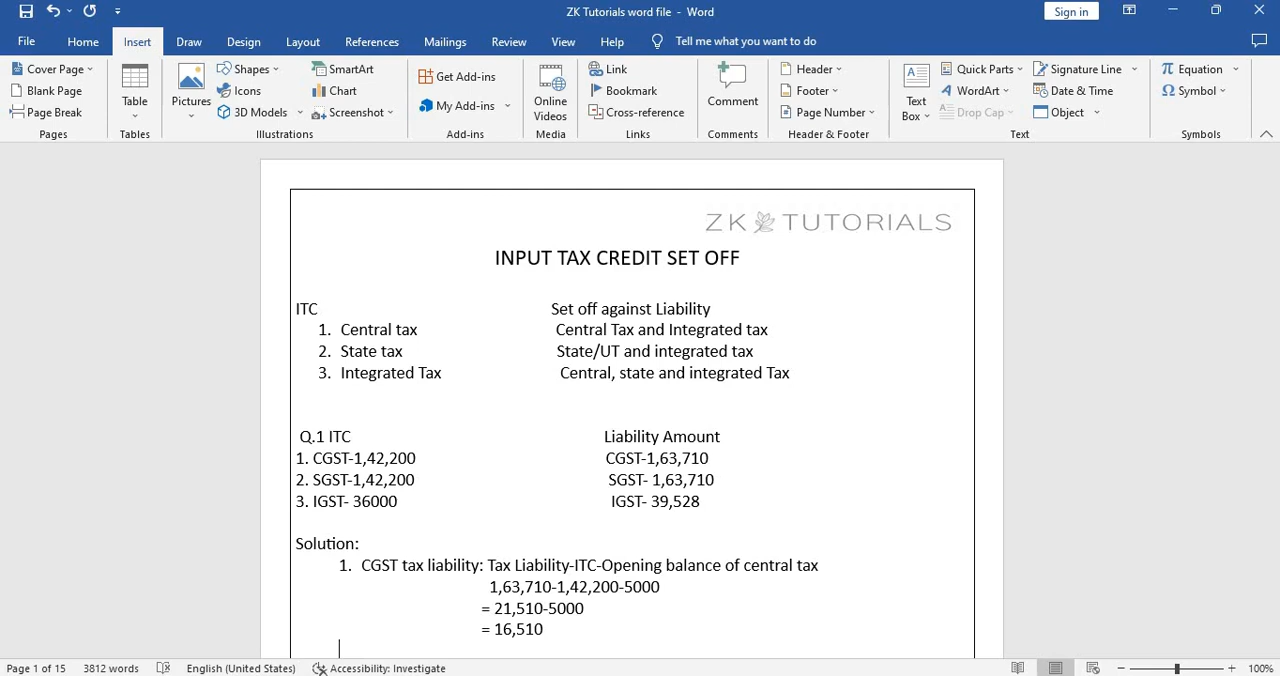 ZK Tutorials word file - Word
Sign in
File Home Insert Draw Design Layout References Mailings Review View Help Tell me what you want to do
Cover Page
Blank Page
Page Break
Pages
Table
Tables
Pictures
Shapes
Icons
3D Models
SmartArt
Chart
Screenshot
Illustrations
Get Add-ins
My Add-ins
Add-ins
Online
Videos
Media
Link
Bookmark
Cross-reference
Links
Comment
Comments
Header
Footer
Page Number
Header & Footer
Text
Box
Quick Parts
WordArt
Drop Cap
Signature Line
Date & Time
Object
Text
Equation
Symbol
Symbols
ZK TUTORIALS
INPUT TAX CREDIT SET OFF
ITC Set off against Liability
1. Central tax Central Tax and Integrated tax
2. State tax State/UT and integrated tax
3. Integrated Tax Central, state and integrated Tax
Q.1 ITC Liability Amount
1. CGST-1,42,200 CGST-1,63,710
2. SGST-1,42,200 SGST- 1,63,710
3. IGST- 36000 IGST- 39,528
Solution:
1. CGST tax liability: Tax Liability-ITC-Opening balance of central tax
1,63,710-1,42,200-5000
= 21,510-5000
= 16,510
Page 1 of 15 3812 words English (United States) Accessibility: Investigate 100%